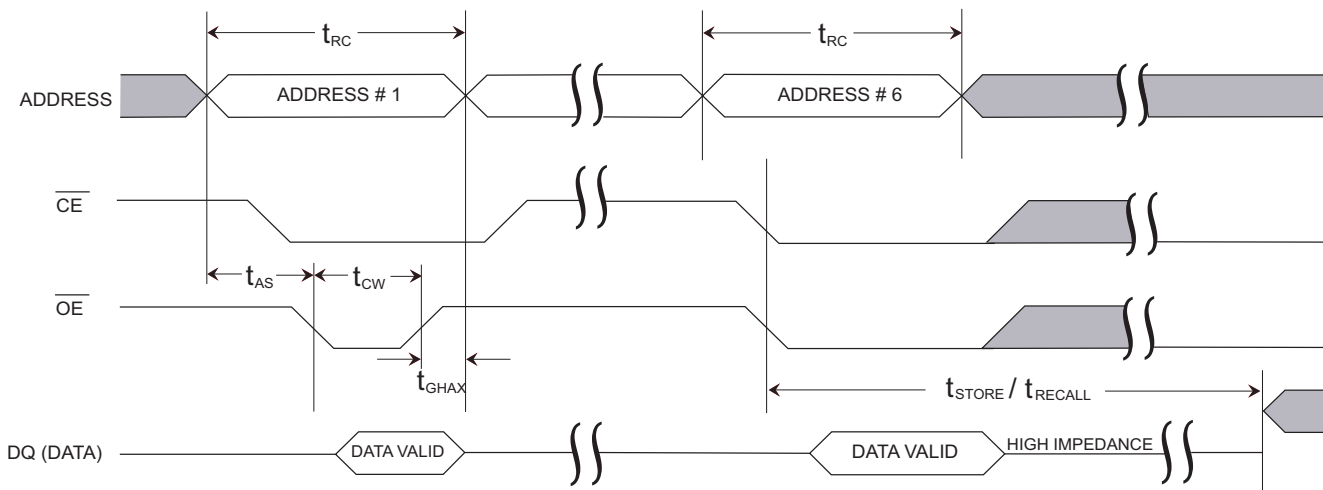 tRC
tRC
ADDRESS
ADDRESS # 1
ADDRESS # 6
CE
tAS
tCW
OE
tGHAX
tSTORE / tRECALL
DQ (DATA)
DATA VALID
DATA VALID
HIGH IMPEDANCE